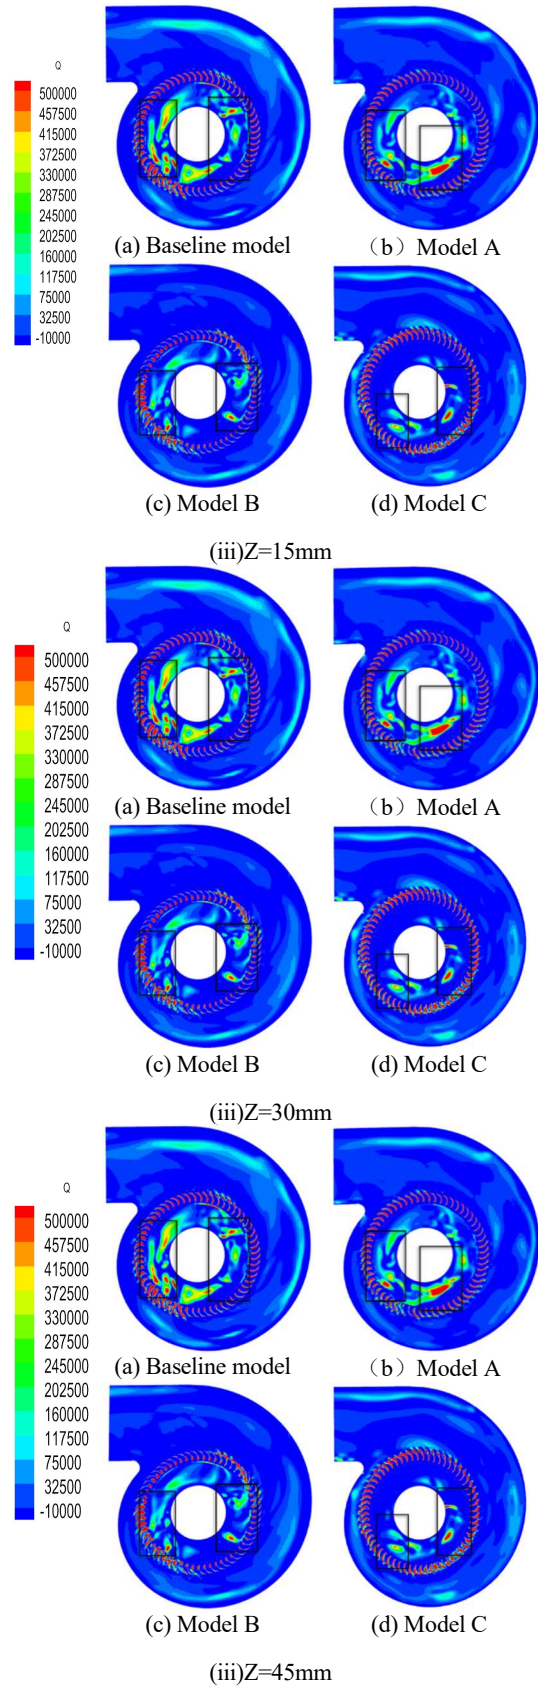 Q
500000
457500
415000
372500
330000
287500
245000
202500
160000
117500
75000
32500
-10000
(a) Baseline model
（b）Model A
(c) Model B
(d) Model C
(iii)Z=15mm
Q
500000
457500
415000
372500
330000
287500
245000
202500
160000
117500
75000
32500
-10000
(a) Baseline model
（b）Model A
(c) Model B
(d) Model C
(iii)Z=30mm
Q
500000
457500
415000
372500
330000
287500
245000
202500
160000
117500
75000
32500
-10000
(a) Baseline model
（b）Model A
(c) Model B
(d) Model C
(iii)Z=45mm